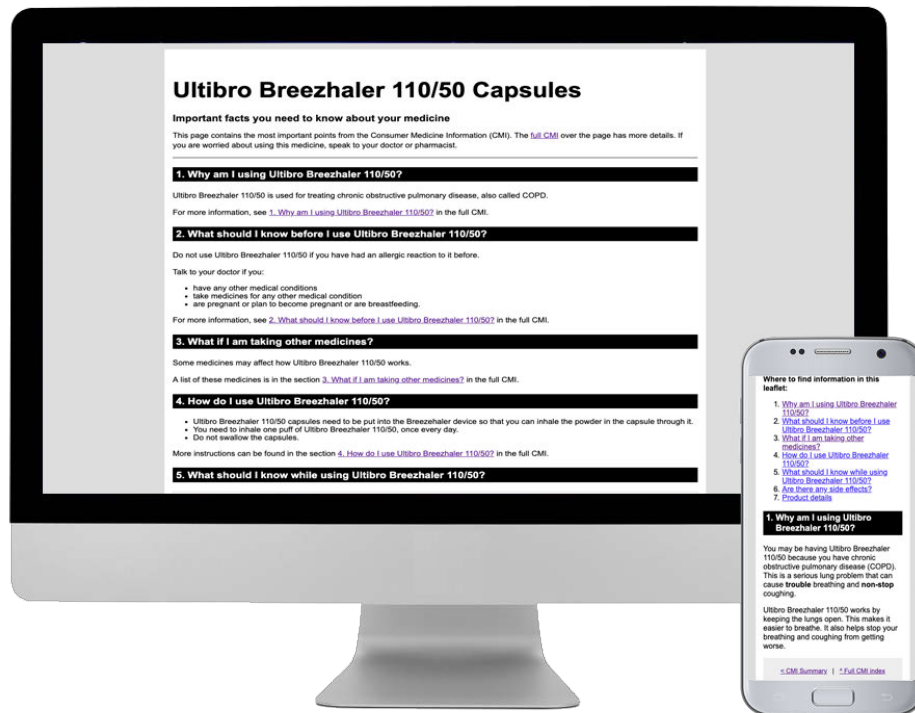 Ultibro Breezhaler 110/50 Capsules
Important facts you need to know about your medicine
This page contains the most important points from the Consumer Medicine Information (CMI). The full CMI over the page has more details. If
you are worried about using this medicine, speak to your doctor or pharmacist.
1. Why am I using Ultibro Breezhaler 110/50?
Ultibro Breezhaler 110/50 is used for treating chronic obstructive pulmonary disease, also called COPD.
For more information, see 1. Why am I using Ultibro Breezhaler 110/50? in the full CMI.
2. What should I know before I use Ultibro Breezhaler 110/50?
Do not use Ultibro Breezhaler 110/50 if you have had an allergic reaction to it before.
Talk to your doctor if you:
• have any other medical conditions
• take medicines for any other medical condition
• are pregnant or plan to become pregnant or are breastfeeding.
For more information, see 2. What should I know before I use Ultibro Breezhaler 110/50? in the full CMI.
3. What if I am taking other medicines?
Some medicines may affect how Ultibro Breezhaler 110/50 works.
A list of these medicines is in the section 3. What if I am taking other medicines? in the full CMI.
4. How do I use Ultibro Breezhaler 110/50?
• Ultibro Breezhaler 110/50 capsules need to be put into the Breezehaler device so that you can inhale the powder in the capsule through it.
• You need to inhale one puff of Ultibro Breezhaler 110/50, once every day.
• Do not swallow the capsules.
More instructions can be found in the section 4. How do I use Ultibro Breezhaler 110/50? in the full CMI.
5. What should I know while using Ultibro Breezhaler 110/50?
Where to find information in this
leaflet:
1. Why am I using Ultibro Breezhaler
110/50?
2. What should I know before I use
Ultibro Breezhaler 110/50?
3. What if I am taking other
medicines?
4. How do I use Ultibro Breezhaler
110/50?
5. What should I know while using
Ultibro Breezhaler 110/50?
6. Are there any side effects?
7. Product details
1. Why am I using Ultibro
Breezhaler 110/50?
You may be having Ultibro Breezhaler
110/50 because you have chronic
obstructive pulmonary disease (COPD).
This is a serious lung problem that can
cause trouble breathing and non-stop
coughing.
Ultibro Breezhaler 110/50 works by
keeping the lungs open. This makes it
easier to breathe. It also helps stop your
breathing and coughing from getting
worse.
< CMI Summary | ^ Full CMI index